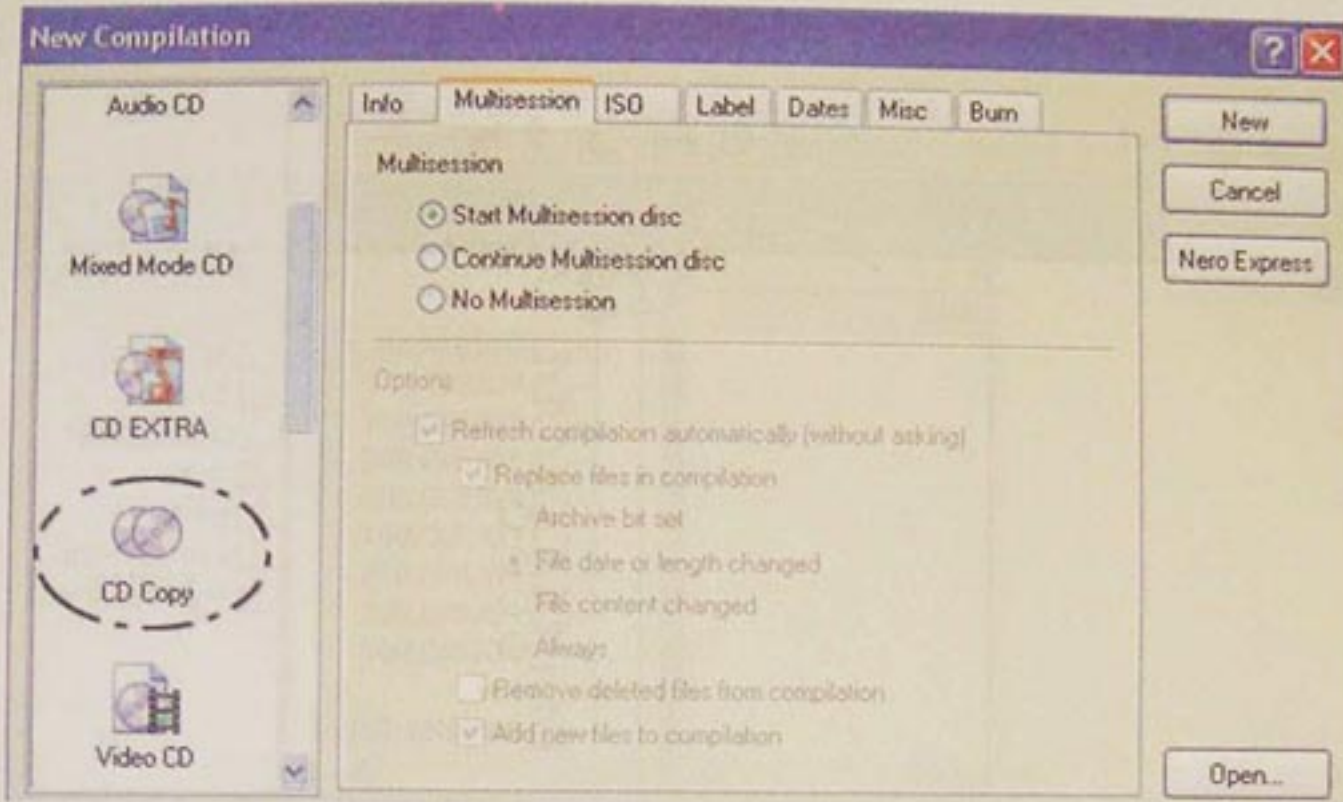 New Compilation
Audio CD
Mixed Mode CD
CD EXTRA
CD Copy
Video CD
Info Multisession ISO Label Dates Misc Burn
Multisession
Start Multisession disc
Continue Multisession disc
No Multisession
Options
Refresh compilation automatically (without asking)
Replace files in compilation
Archive bit set
File date or length changed
File content changed
Always
Remove deleted files from compilation
Add new files to compilation
New
Cancel
Nero Express
Open...